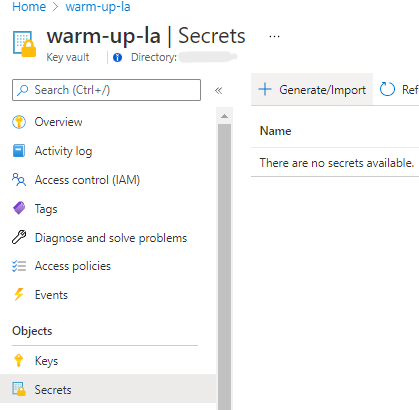 Home > warm-up-la
warm-up-la | Secrets ...
Key vault | Directory:
Search (Ctrl+/) «
+ Generate/Import Ref
Overview
Activity log
Access control (IAM)
Tags
Diagnose and solve problems
Access policies
Events
Objects
Keys
Secrets
Name
There are no secrets available.